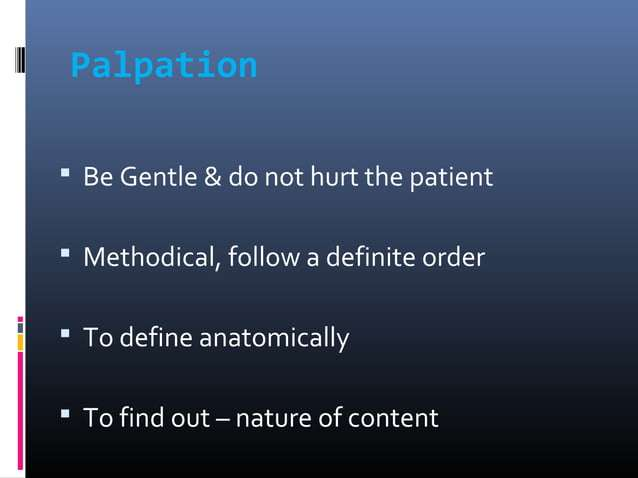 Palpation
▪ Be Gentle & do not hurt the patient
▪ Methodical, follow a definite order
▪ To define anatomically
▪ To find out – nature of content